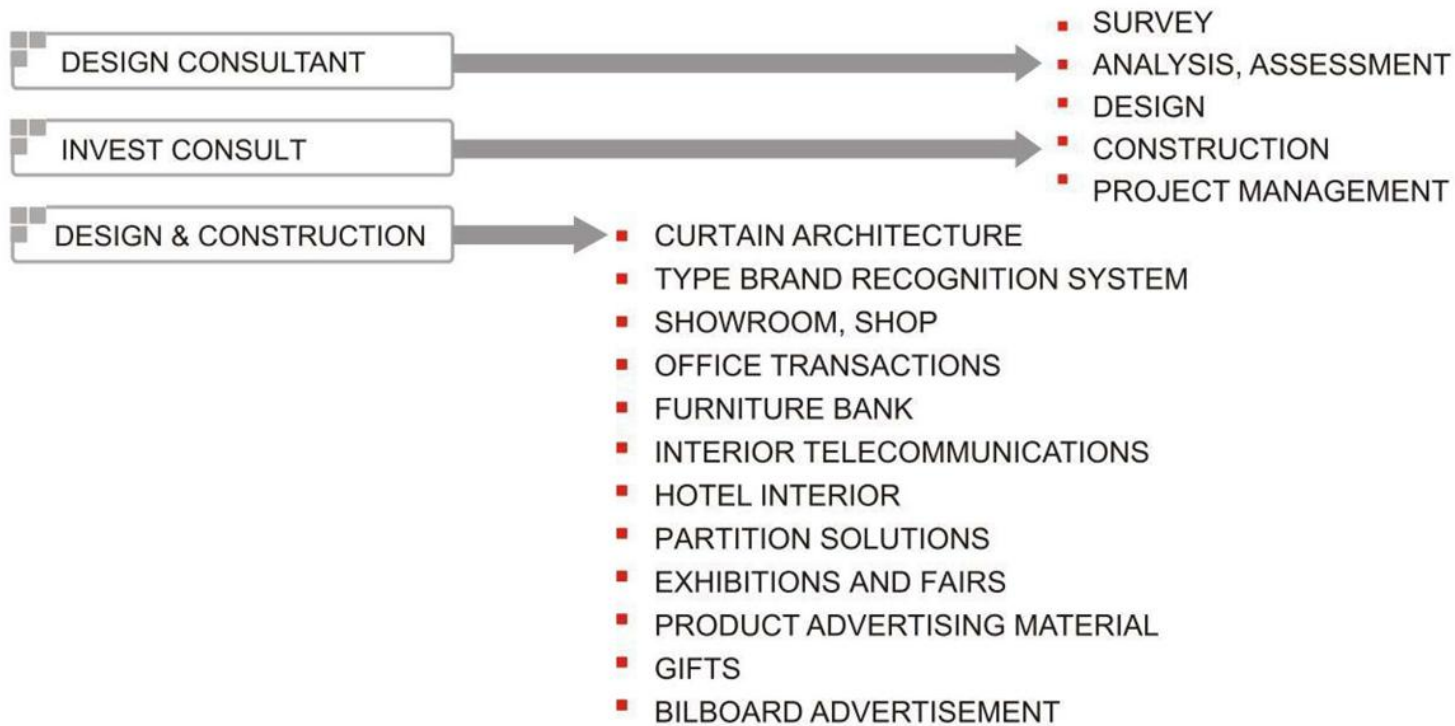 DESIGN CONSULTANT
INVEST CONSULT
SURVEY
ANALYSIS, ASSESSMENT
DESIGN
CONSTRUCTION
PROJECT MANAGEMENT
DESIGN & CONSTRUCTION
CURTAIN ARCHITECTURE
TYPE BRAND RECOGNITION SYSTEM
SHOWROOM, SHOP
OFFICE TRANSACTIONS
FURNITURE BANK
INTERIOR TELECOMMUNICATIONS
HOTEL INTERIOR
PARTITION SOLUTIONS
EXHIBITIONS AND FAIRS
PRODUCT ADVERTISING MATERIAL
GIFTS
BILBOARD ADVERTISEMENT